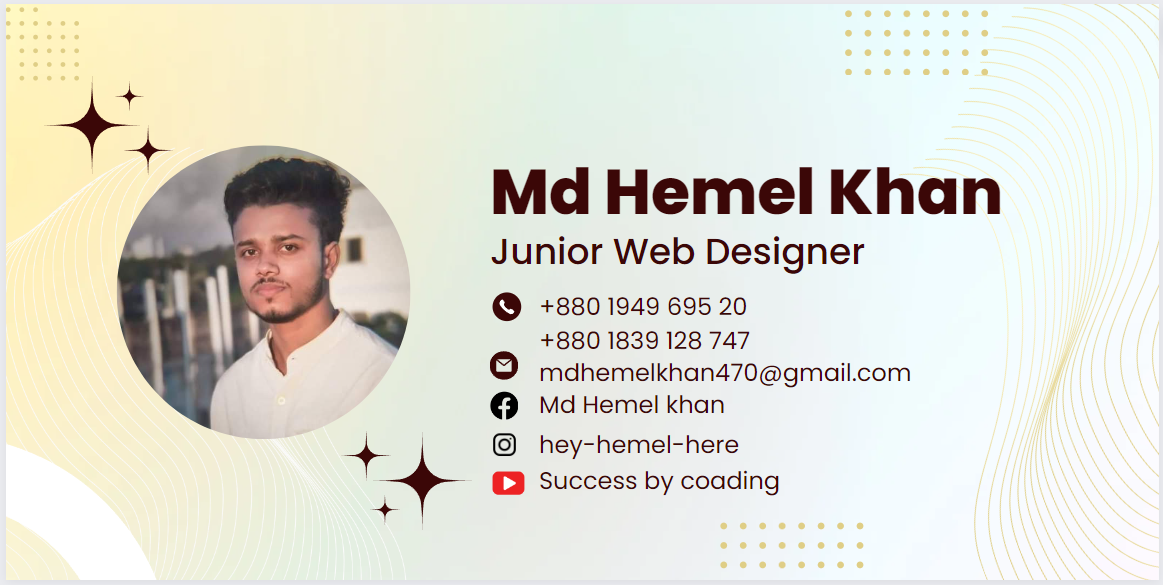 Md Hemel Khan
Junior Web Designer
+880 1949 695 20
+880 1839 128 747
mdhemelkhan470@gmail.com
Md Hemel khan
hey-hemel-here
Success by coading